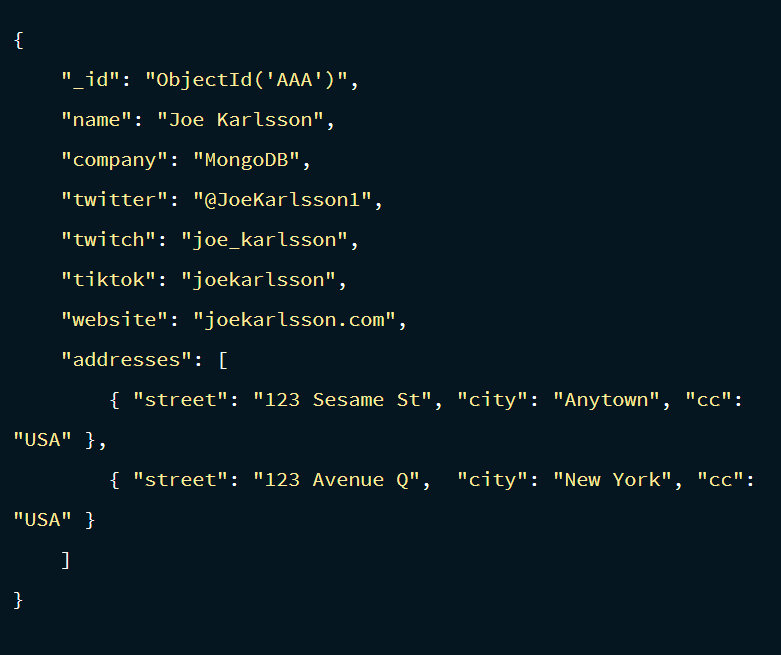 {
    "_id": "ObjectId('AAA')",
    "name": "Joe Karlsson",
    "company": "MongoDB",
    "twitter": "@JoeKarlsson1",
    "twitch": "joe_karlsson",
    "tiktok": "joekarlsson",
    "website": "joekarlsson.com",
    "addresses": [
        { "street": "123 Sesame St", "city": "Anytown", "cc":
"USA" },
        { "street": "123 Avenue Q",  "city": "New York", "cc":
"USA" }
    ]
}